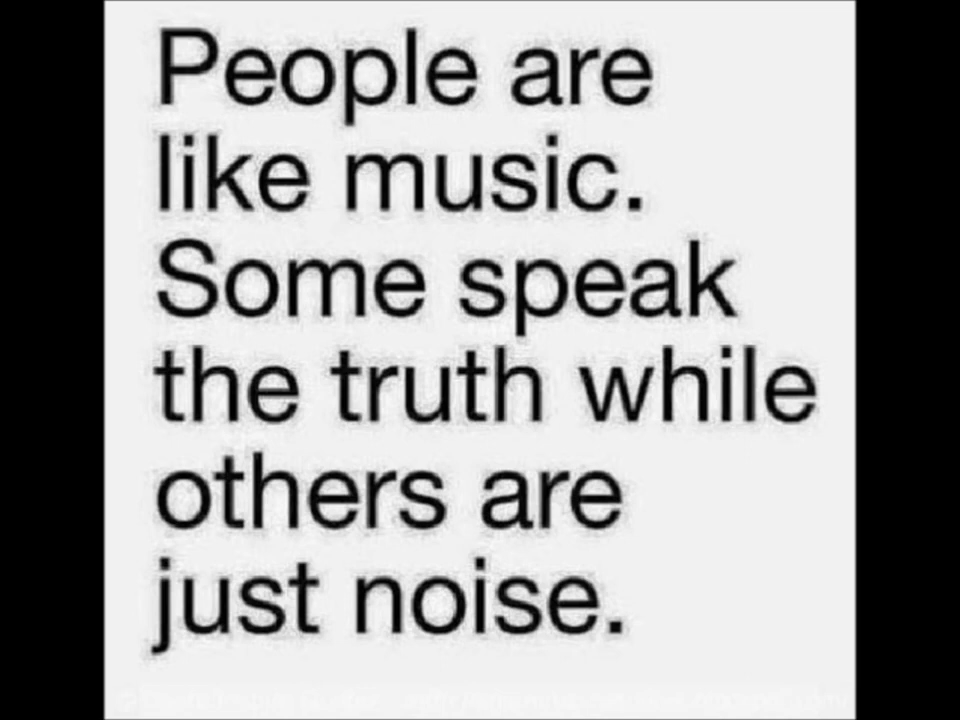 People are
like music.
Some speak
the truth while
others are
just noise.